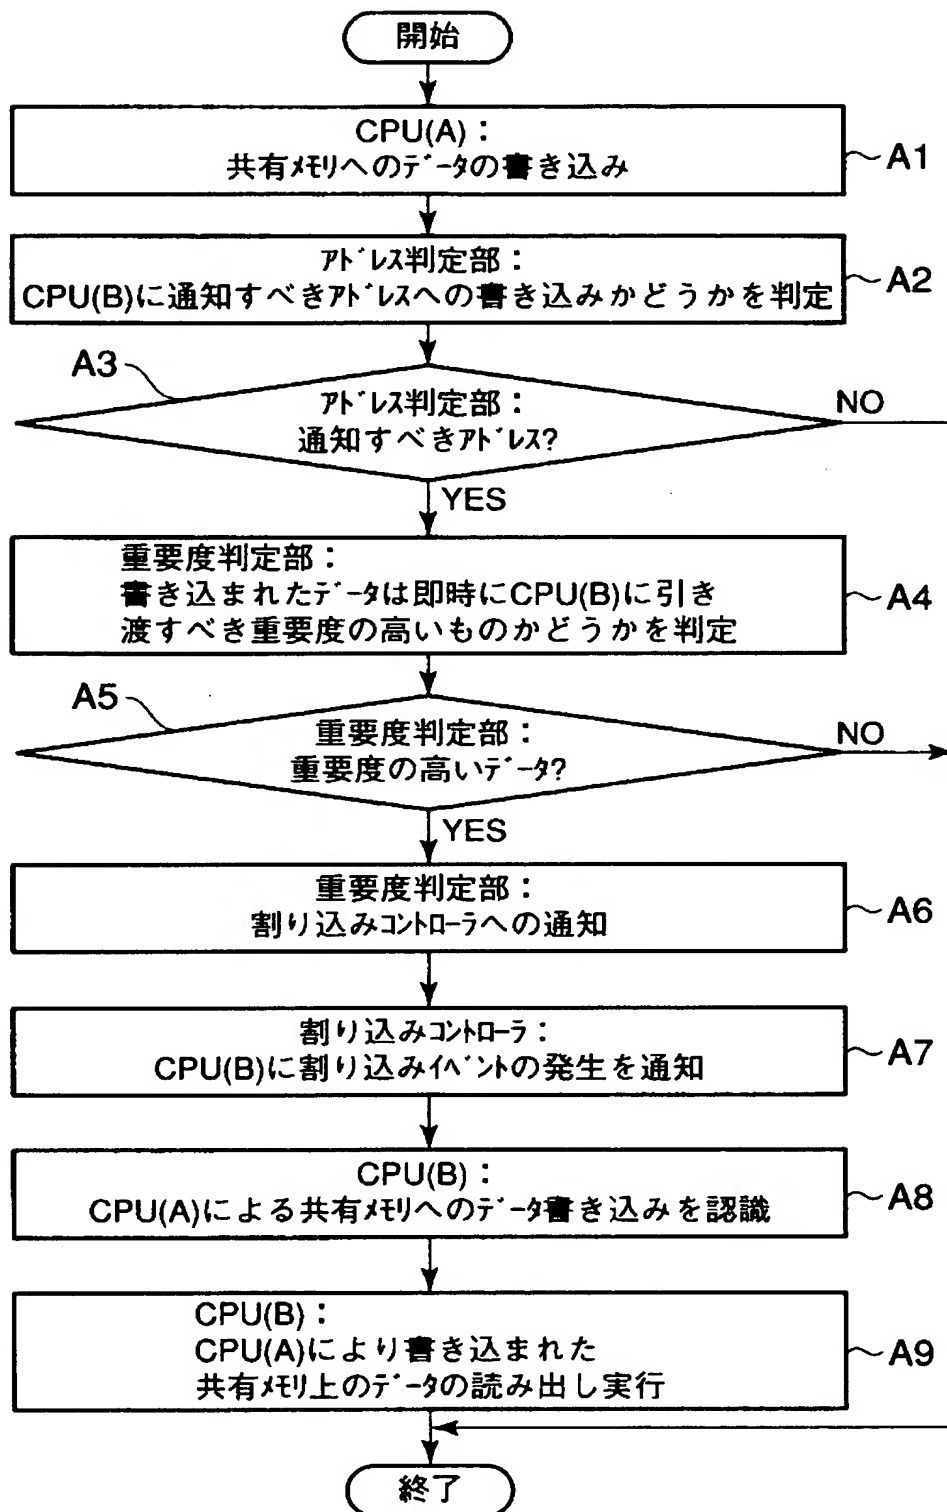 開始
CPU(A)：
共有メモリへのデータの書き込み
A1
アドレス判定部：
CPU(B)に通知すべきアドレスへの書き込みかどうかを判定
A2
A3
アドレス判定部：
通知すべきアドレス?
NO
YES
重要度判定部：
書き込まれたデータは即時にCPU(B)に引き
渡すべき重要度の高いものかどうかを判定
A4
A5
重要度判定部：
重要度の高いデータ?
NO
YES
重要度判定部：
割り込みコントローラへの通知
A6
割り込みコントローラ：
CPU(B)に割り込みイベントの発生を通知
A7
CPU(B)：
CPU(A)による共有メモリへのデータ書き込みを認識
A8
CPU(B)：
CPU(A)により書き込まれた
共有メモリ上のデータの読み出し実行
A9
終了